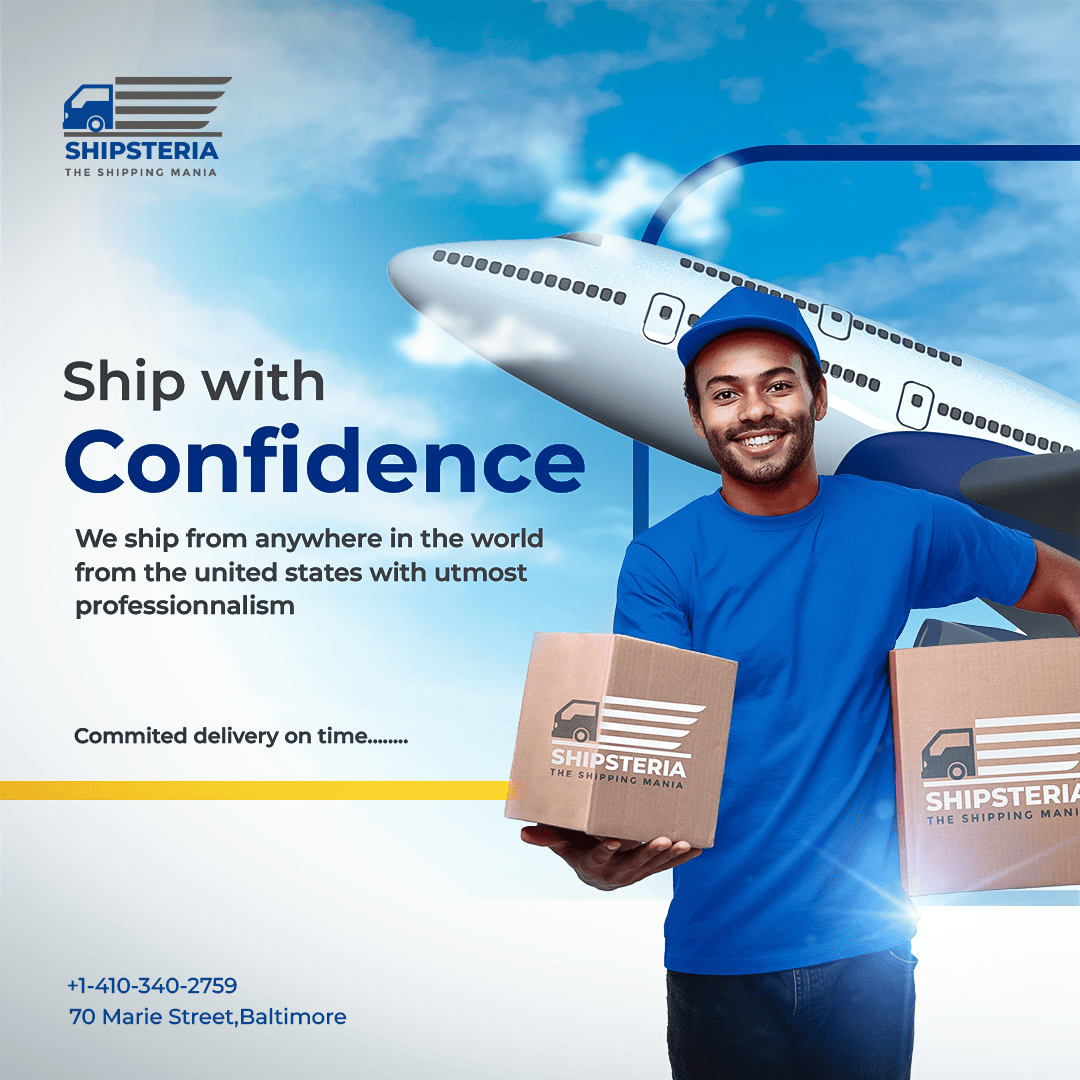 SHIPSTERIA
THE SHIPPING MANIA
Ship with
Confidence
We ship from anywhere in the world
from the united states with utmost
professionnalism
Commited delivery on time........
SHIPSTERIA
THE SHIPPING MANIA
SHIPSTERIA
THE SHIPPING MANI
+1-410-340-2759
70 Marie Street,Baltimore